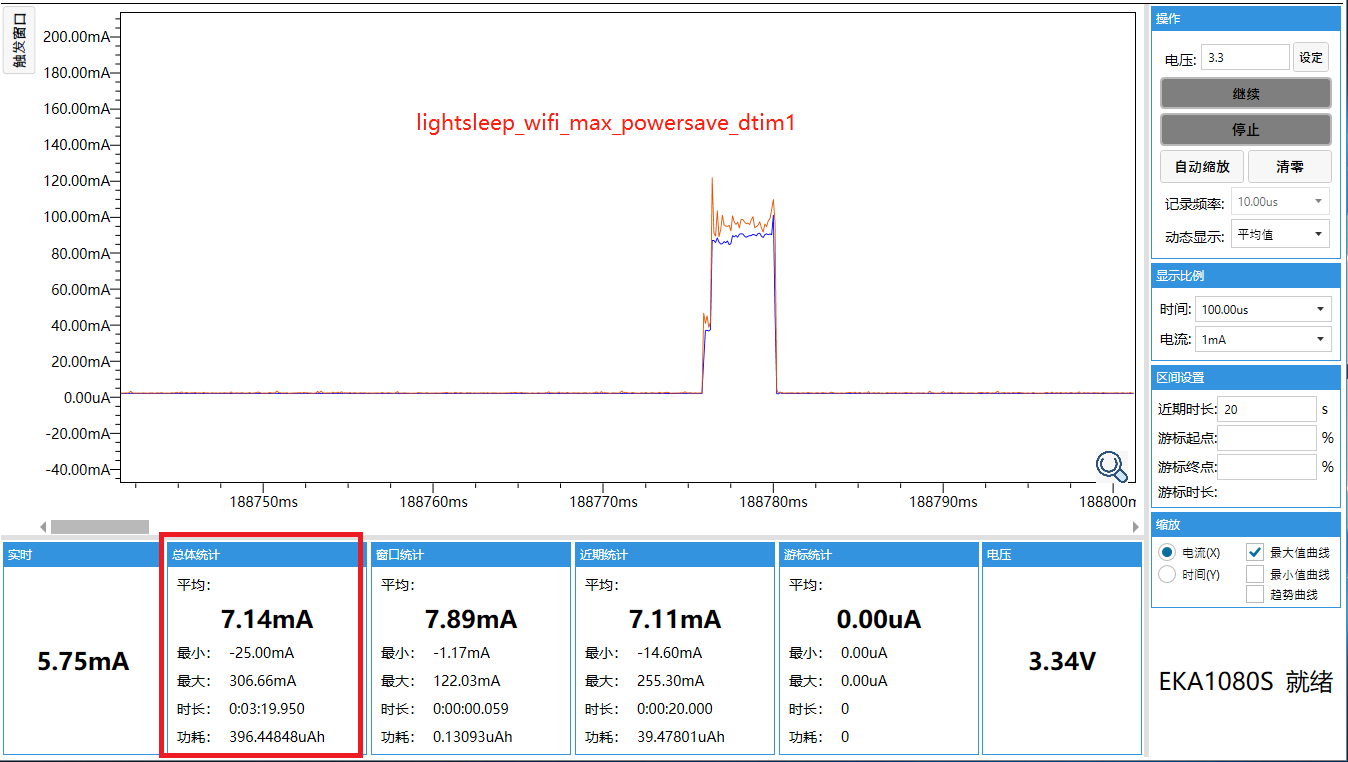 触发窗口
200.00mA
180.00mA
160.00mA
140.00mA
120.00mA
100.00mA
80.00mA
60.00mA
40.00mA
20.00mA
0.00uA
-20.00mA
-40.00mA
lightsleep_wifi_max_powersave_dtim1
188750ms
188760ms
188770ms
188780ms
188790ms
188800m
操作
电压: 3.3 设定
继续
停止
自动缩放 清零
记录频率: 10.00us
动态显示: 平均值
显示比例
时间: 100.00us
电流: 1mA
区间设置
近期时长: 20 s
游标起点: %
游标终点: %
游标时长:
缩放
电流(X) 最大值曲线
时间(Y) 最小值曲线
趋势曲线
实时
5.75mA
总体统计
平均:
7.14mA
最小: -25.00mA
最大: 306.66mA
时长: 0:03:19.950
功耗: 396.44848uAh
窗口统计
平均:
7.89mA
最小: -1.17mA
最大: 122.03mA
时长: 0:00:00.059
功耗: 0.13093uAh
近期统计
平均:
7.11mA
最小: -14.60mA
最大: 255.30mA
时长: 0:00:20.000
功耗: 39.47801uAh
游标统计
平均:
0.00uA
最小: 0.00uA
最大: 0.00uA
时长: 0
功耗: 0
电压
3.34V
EKA1080S 就绪